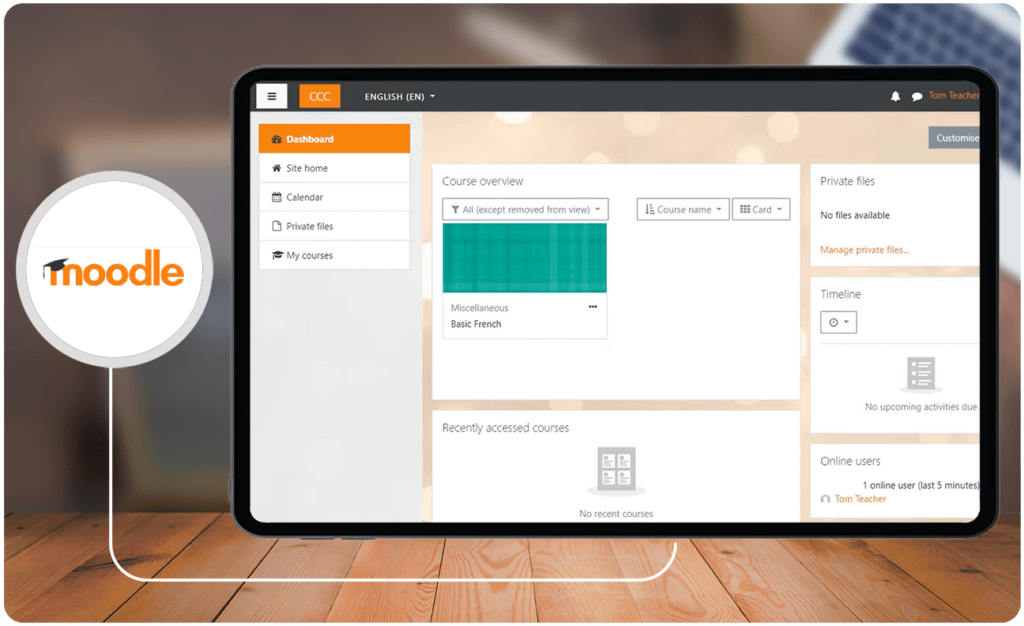 moodle
CCC
ENGLISH (EN)
Tom Teacher
Dashboard
Site home
Calendar
Private files
My courses
Customise
Course overview
All (except removed from view)
Course name
Card
Miscellaneous
Basic French
Recently accessed courses
No recent courses
Private files
No files available
Manage private files...
Timeline
No upcoming activities due
Online users
1 online user (last 5 minutes)
Tom Teacher